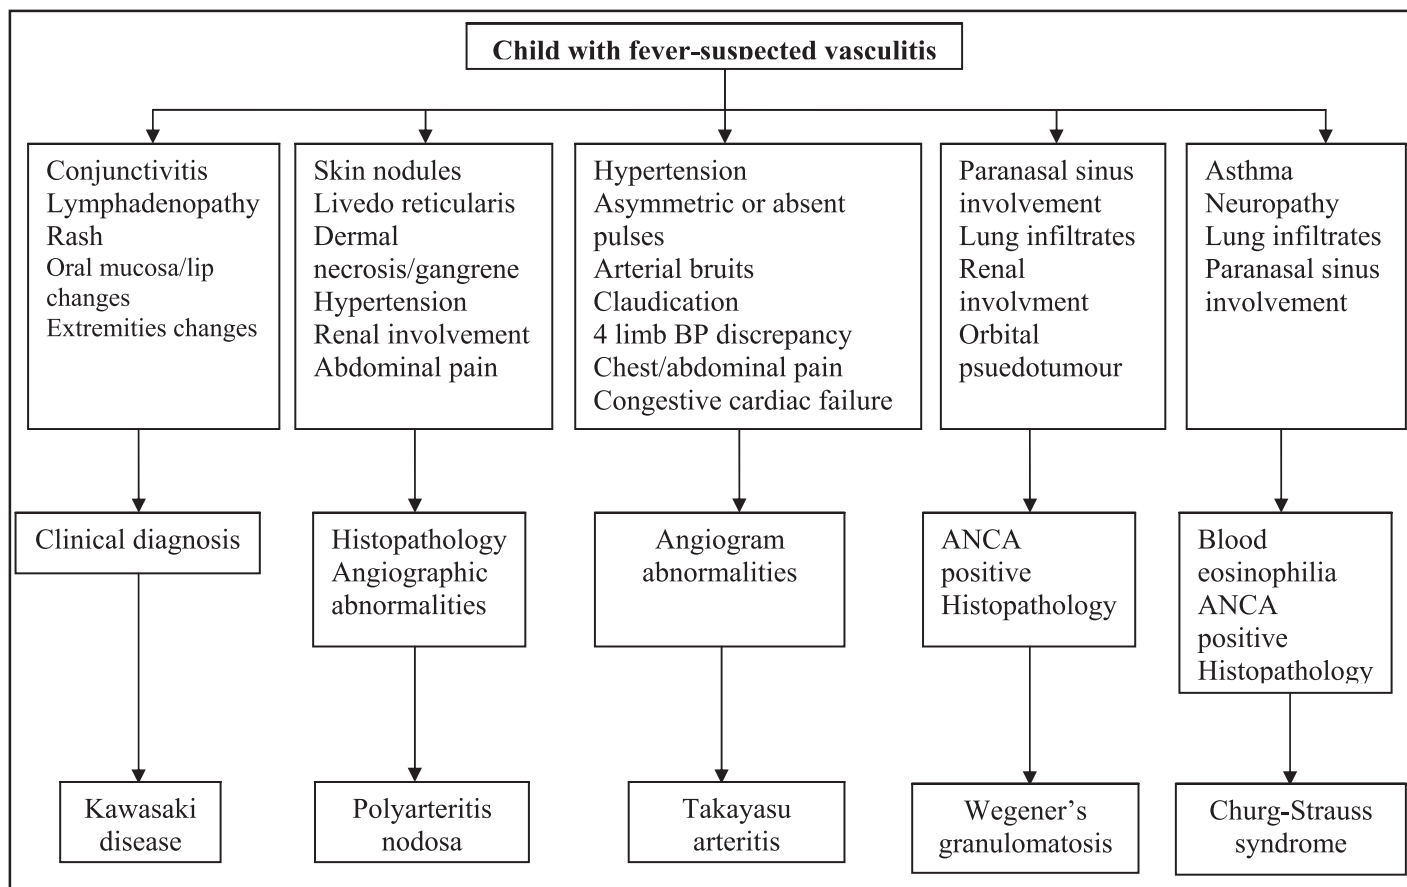 Child with fever-suspected vasculitis
Conjunctivitis
Lymphadenopathy
Rash
Oral mucosa/lip
changes
Extremities changes
Skin nodules
Livedo reticularis
Dermal
necrosis/gangrene
Hypertension
Renal involvement
Abdominal pain
Hypertension
Asymmetric or absent
pulses
Arterial bruits
Claudication
4 limb BP discrepancy
Chest/abdominal pain
Congestive cardiac failure
Paranasal sinus
involvement
Lung infiltrates
Renal
involvment
Orbital
psuedotumour
Asthma
Neuropathy
Lung infiltrates
Paranasal sinus
involvement
Clinical diagnosis
Histopathology
Angiographic
abnormalities
Angiogram
abnormalities
ANCA
positive
Histopathology
Blood
eosinophilia
ANCA
positive
Histopathology
Kawasaki
disease
Polyarteritis
nodosa
Takayasu
arteritis
Wegener’s
granulomatosis
Churg-Strauss
syndrome